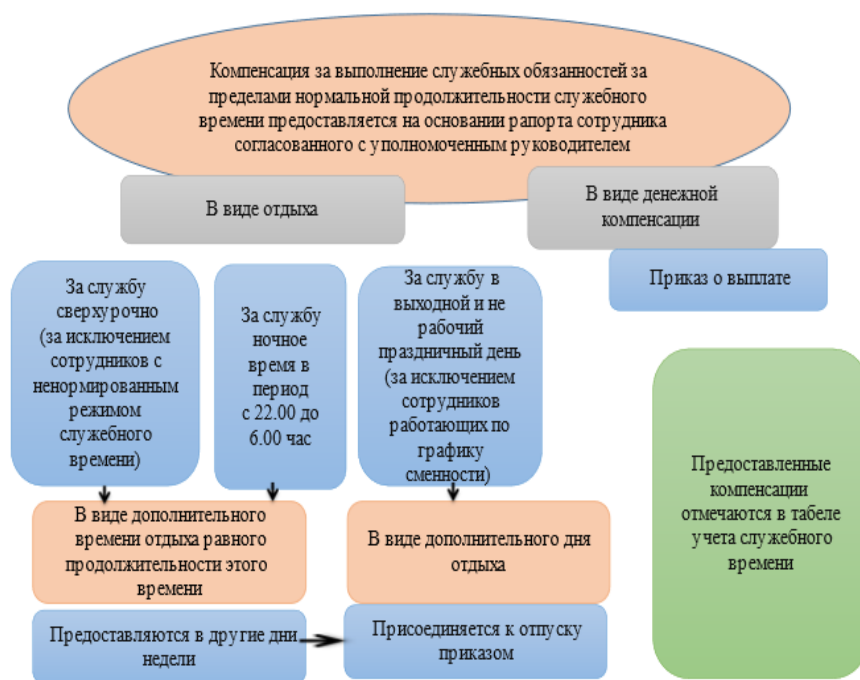 Компенсация за выполнение служебных обязанностей за
пределами нормальной продолжительности служебного
времени предоставляется на основании рапорта сотрудника
согласованного с уполномоченным руководителем
В виде отдыха
В виде денежной
компенсации
Приказ о выплате
За службу
сверхурочно
(за исключением
сотрудников с
ненормированным
режимом
служебного
времени)
За службу
ночное
время в
период
с 22.00 до
6.00 час
За службу в
выходной и не
рабочий
праздничный день
(за исключением
сотрудников
работающих по
графику
сменности)
Предоставленные
компенсации
отмечаются в табеле
учета служебного
времени
В виде дополнительного
времени отдыха равного
продолжительности этого
времени
В виде дополнительного дня
отдыха
Предоставляются в другие дни
недели
Присоединяется к отпуску
приказом